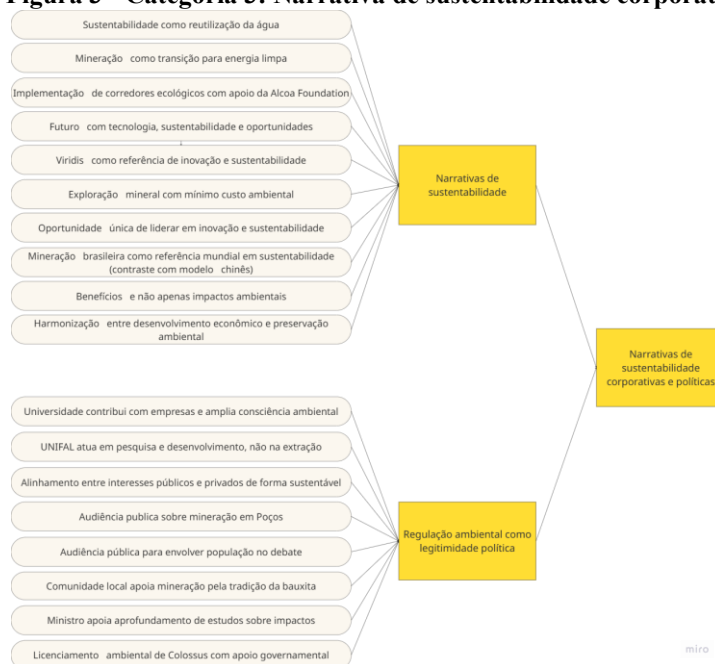 Figura 3 - Categoria 3: Narrativa de sustentabilidade corporat
Sustentabilidade como reutilização da água
Mineração como transição para energia limpa
Implementação de corredores ecológicos com apoio da Alcoa Foundation
Futuro com tecnologia, sustentabilidade e oportunidades
Viridis como referência de inovação e sustentabilidade
Exploração mineral com mínimo custo ambiental
Oportunidade única de liderar em inovação e sustentabilidade
Mineração brasileira como referência mundial em sustentabilidade
(contraste com modelo chinês)
Benefícios e não apenas impactos ambientais
Harmonização entre desenvolvimento econômico e preservação
ambiental
Narrativas de
sustentabilidade
Narrativas de
sustentabilidade
corporativas e políticas
Universidade contribui com empresas e amplia consciência ambiental
UNIFAL atua em pesquisa e desenvolvimento, não na extração
Alinhamento entre interesses públicos e privados de forma sustentável
Audiência publica sobre mineração em Poços
Audiência pública para envolver população no debate
Comunidade local apoia mineração pela tradição da bauxita
Ministro apoia aprofundamento de estudos sobre impactos
Licenciamento ambiental de Colossus com apoio governamental
Regulação ambiental como
legitimidade política
miro